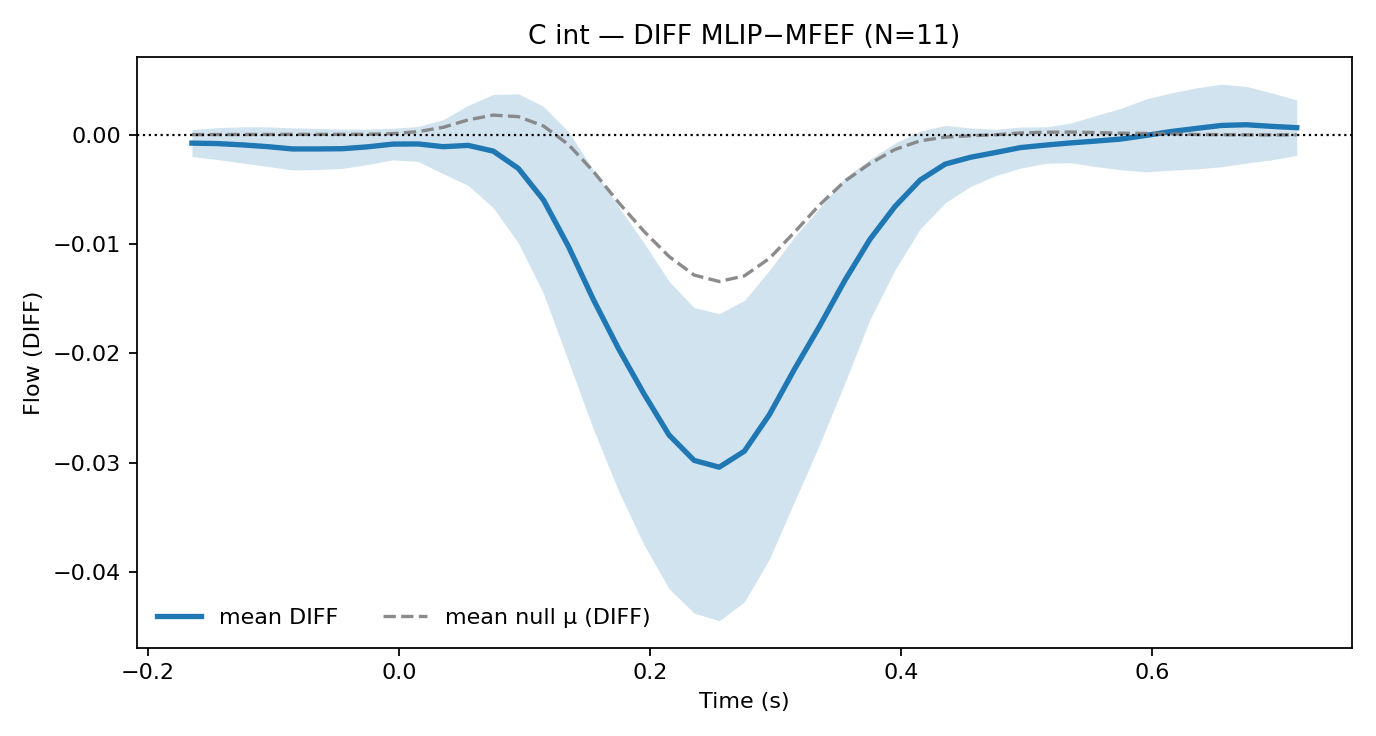 C int — DIFF MLIP−MFEF (N=11)
Flow (DIFF)
0.00
−0.01
−0.02
−0.03
−0.04
mean DIFF
mean null μ (DIFF)
−0.2
0.0
0.2
0.4
0.6
Time (s)